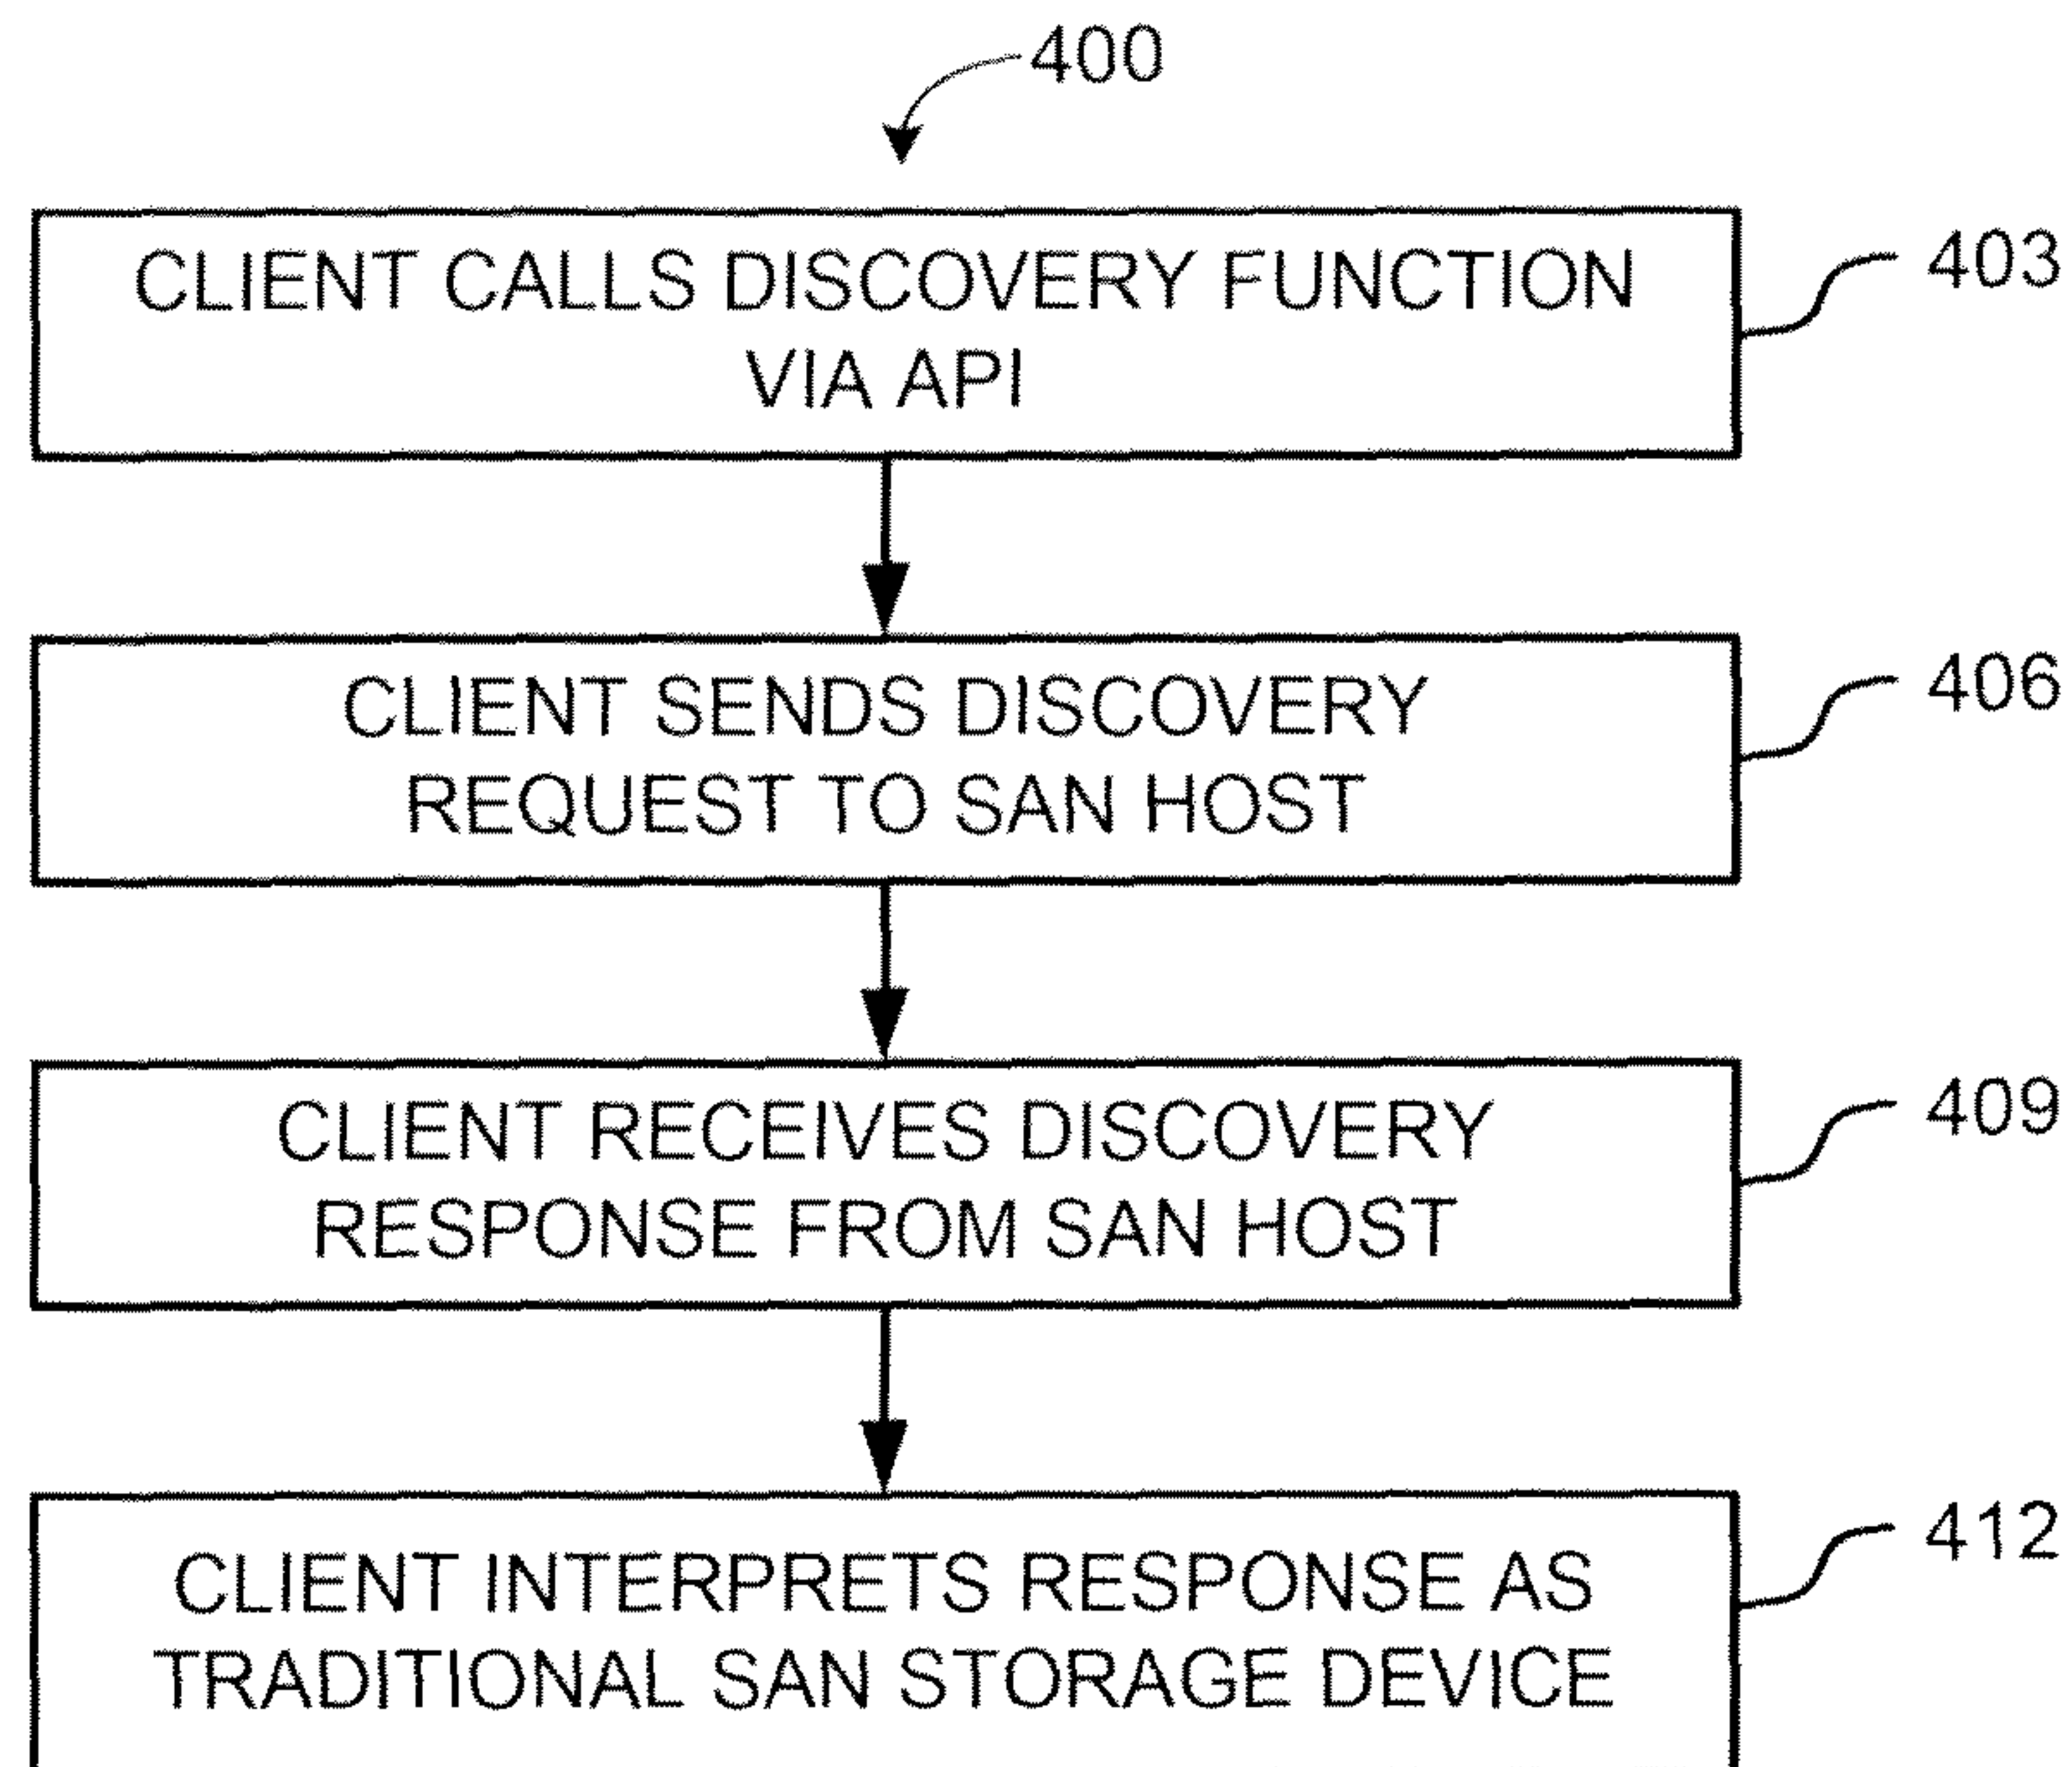 400
CLIENT CALLS DISCOVERY FUNCTION
VIA API
403
CLIENT SENDS DISCOVERY
REQUEST TO SAN HOST
406
CLIENT RECEIVES DISCOVERY
RESPONSE FROM SAN HOST
409
CLIENT INTERPRETS RESPONSE AS
TRADITIONAL SAN STORAGE DEVICE
412